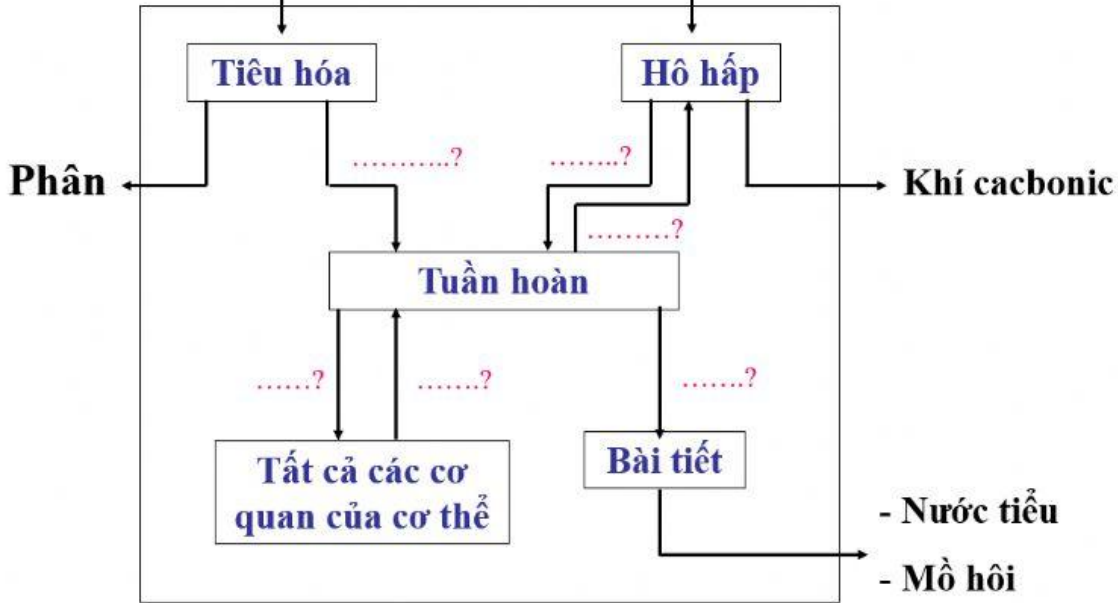 Tiêu hóa
Hô hấp
………..?
……..?
Phân
Khí cacbonic
………?
Tuần hoàn
……?
…….?
…….?
Tất cả các cơ
quan của cơ thể
Bài tiết
- Nước tiểu
- Mồ hôi